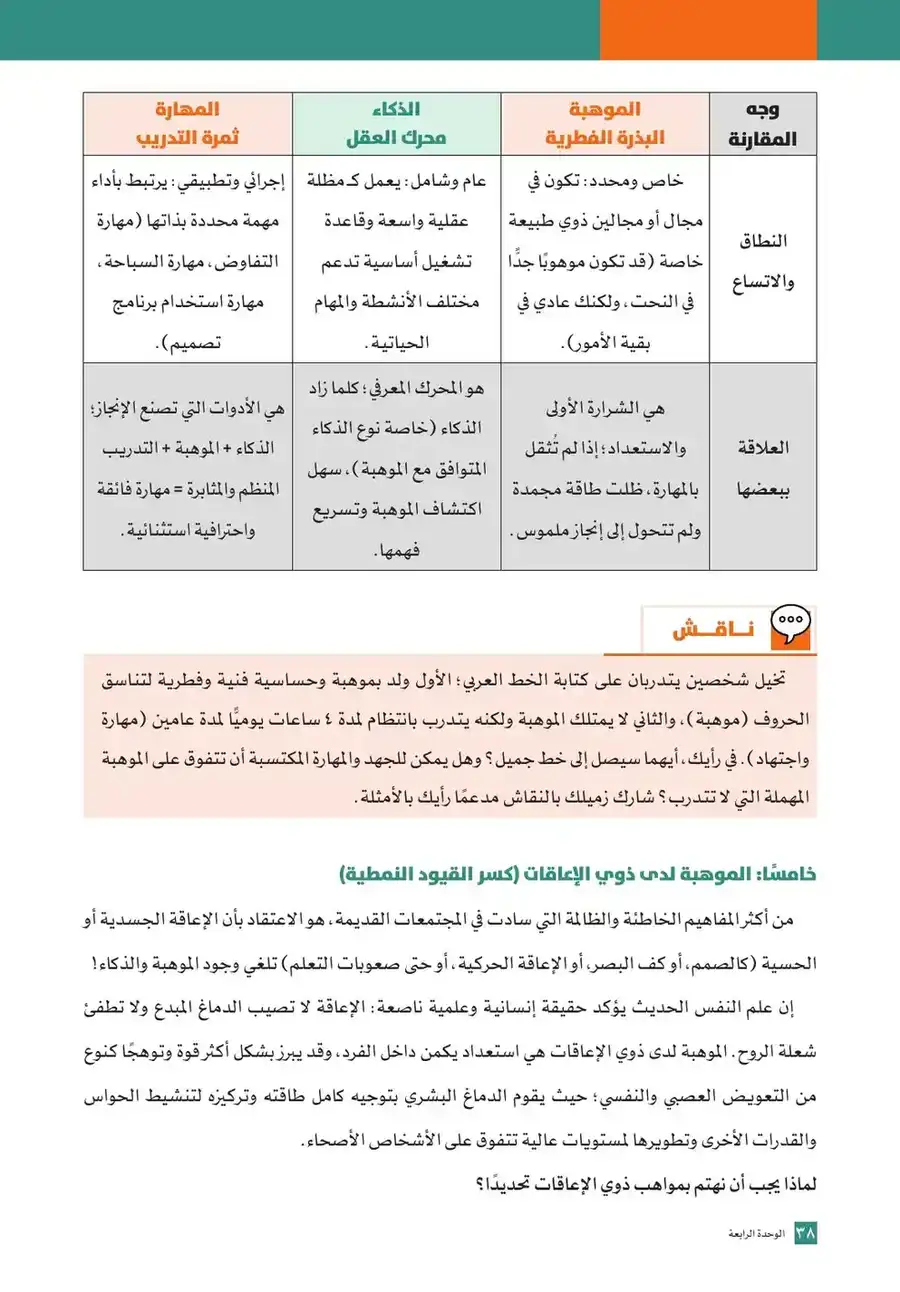 وجه
المقارنة
الموهبة
البذرة الفطرية
الذكاء
محرك العقل
المهارة
ثمرة التدريب
النطاق
والاتساع
خاص ومحدد: تكون في
مجال أو مجالين ذوي طبيعة
خاصة (قد تكون موهوبًا جدًّا
في النحت، ولكنك عادي في
بقية الأمور).
عام وشامل: يعمل كـ مظلة
عقلية واسعة وقاعدة
تشغيل أساسية تدعم
مختلف الأنشطة والمهام
الحياتية.
إجرائي وتطبيقي: يرتبط بأداء
مهمة محددة بذاتها (مهارة
التفاوض، مهارة السباحة،
مهارة استخدام برنامج
تصميم).
العلاقة
ببعضها
هي الشرارة الأولى
والاستعداد؛ إذا لم تُثقل
بالمهارة، ظلت طاقة مجمدة
ولم تتحول إلى إنجاز ملموس.
هو المحرك المعرفي؛ كلما زاد
الذكاء (خاصة نوع الذكاء
المتوافق مع الموهبة)، سهل
اكتشاف الموهبة وتسريع
فهمها.
هي الأدوات التي تصنع الإنجاز؛
الذكاء + الموهبة + التدريب
المنظم والمثابرة = مهارة فائقة
واحترافية استثنائية.
نــاقــش
تخيل شخصين يتدربان على كتابة الخط العربي؛ الأول ولد بموهبة وحساسية فنية وفطرية لتناسق
الحروف (موهبة)، والثاني لا يمتلك الموهبة ولكنه يتدرب بانتظام لمدة ٤ ساعات يوميًّا لمدة عامين (مهارة
واجتهاد). في رأيك، أيهما سيصل إلى خط جميل؟ وهل يمكن للجهد والمهارة المكتسبة أن تتفوق على الموهبة
المهملة التي لا تتدرب؟ شارك زميلك بالنقاش مدعمًا رأيك بالأمثلة.
خامسًا: الموهبة لدى ذوي الإعاقات (كسر القيود النمطية)
من أكثر المفاهيم الخاطئة والظالمة التي سادت في المجتمعات القديمة، هو الاعتقاد بأن الإعاقة الجسدية أو
الحسية (كالصمم، أو كف البصر، أو الإعاقة الحركية، أو حتى صعوبات التعلم) تلغي وجود الموهبة والذكاء!
إن علم النفس الحديث يؤكد حقيقة إنسانية وعلمية ناصعة: الإعاقة لا تصيب الدماغ المبدع ولا تطفئ
شعلة الروح. الموهبة لدى ذوي الإعاقات هي استعداد يكمن داخل الفرد، وقد يبرز بشكل أكثر قوة وتوهجًا كنوع
من التعويض العصبي والنفسي؛ حيث يقوم الدماغ البشري بتوجيه كامل طاقته وتركيزه لتنشيط الحواس
والقدرات الأخرى وتطويرها لمستويات عالية تتفوق على الأشخاص الأصحاء.
لماذا يجب أن نهتم بمواهب ذوي الإعاقات تحديدًا؟
٣٨ الوحدة الرابعة